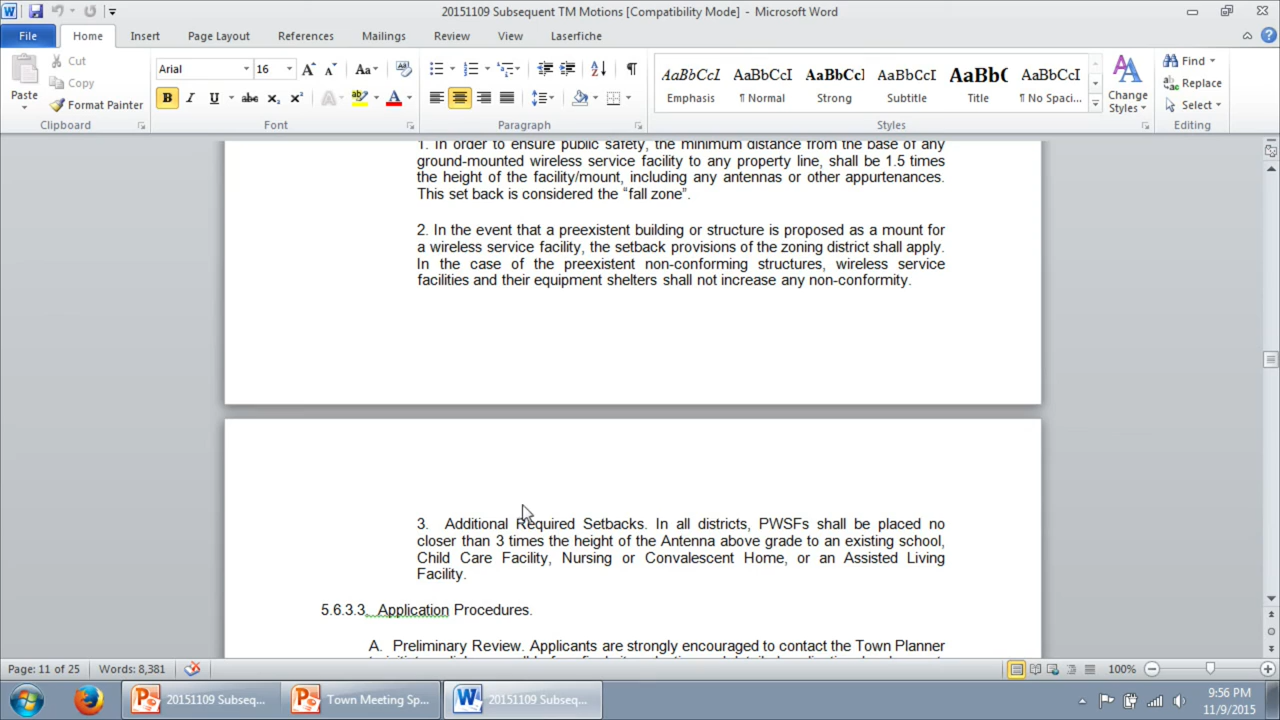 20151109 Subsequent TM Motions [Compatibility Mode] - Microsoft Word
File Home Insert Page Layout References Mailings Review View Laserfiche
Paste
Cut
Copy
Format Painter
Clipboard
Arial 16
Font
Paragraph
AaBbCcL AaBbCcI AaBbCcI AaBbCcI AaBbC AaBbCcI
Emphasis ¶ Normal Strong Subtitle Title ¶ No Spaci...
Change Styles
Styles
Find
Replace
Select
Editing
1. In order to ensure public safety, the minimum distance from the base of any
ground-mounted wireless service facility to any property line, shall be 1.5 times
the height of the facility/mount, including any antennas or other appurtenances.
This set back is considered the “fall zone”.
2. In the event that a preexistent building or structure is proposed as a mount for
a wireless service facility, the setback provisions of the zoning district shall apply.
In the case of the preexistent non-conforming structures, wireless service
facilities and their equipment shelters shall not increase any non-conformity.
3. Additional Required Setbacks. In all districts, PWSFs shall be placed no
closer than 3 times the height of the Antenna above grade to an existing school,
Child Care Facility, Nursing or Convalescent Home, or an Assisted Living
Facility.
5.6.3.3. Application Procedures.
A. Preliminary Review. Applicants are strongly encouraged to contact the Town Planner
Page: 11 of 25 Words: 8,381 100%
20151109 Subseq... Town Meeting Sp... 20151109 Subseq... 9:56 PM
11/9/2015